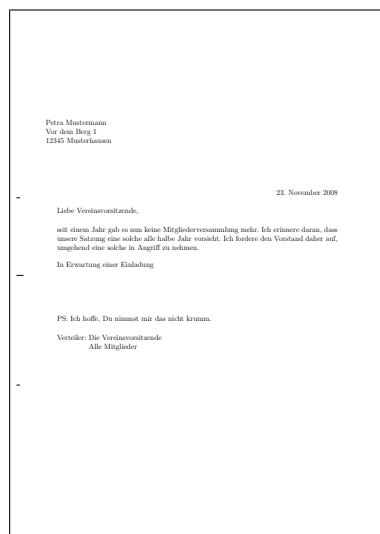 Petra Mustermann
Vor dem Berg 1
12345 Musterhausen
23. November 2008
Liebe Vereinsvorsitzende,
seit einem Jahr gab es nun keine Mitgliederversammlung mehr. Ich erinnere daran, dass
unsere Satzung eine solche alle halbe Jahr vorsieht. Ich fordere den Vorstand daher auf,
umgehend eine solche in Angriff zu nehmen.
In Erwartung einer Einladung
PS: Ich hoffe, Du nimmst mir das nicht krumm.
Verteiler: Die Vereinsvorsitzende
Alle Mitglieder